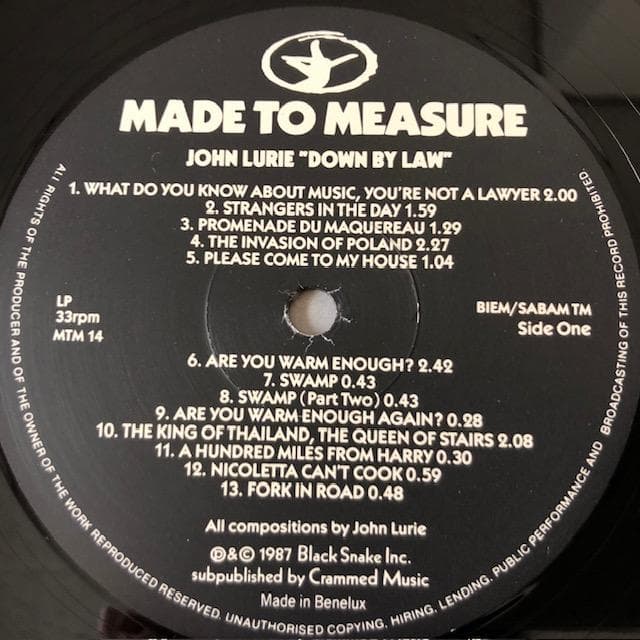 MADE TO MEASURE
JOHN LURIE "DOWN BY LAW"
1. WHAT DO YOU KNOW ABOUT MUSIC, YOU'RE NOT A LAWYER 2.00
2. STRANGERS IN THE DAY 1.59
3. PROMENADE DU MAQUEREAU 1.29
4. THE INVASION OF POLAND 2.27
5. PLEASE COME TO MY HOUSE 1.04
LP
33rpm
MTM 14
BIEM/SABAM TM
Side One
6. ARE YOU WARM ENOUGH? 2.42
7. SWAMP 0.43
8. SWAMP (Part Two) 0.43
9. ARE YOU WARM ENOUGH AGAIN? 0.28
10. THE KING OF THAILAND, THE QUEEN OF STAIRS 2.08
11. A HUNDRED MILES FROM HARRY 0.30
12. NICOLETTA CAN'T COOK 0.59
13. FORK IN ROAD 0.48
All compositions by John Lurie
℗&© 1987 Black Snake Inc.
subpublished by Crammed Music
Made in Benelux
ALL RIGHTS OF THE PRODUCER AND OF THE OWNER OF THE WORK REPRODUCED RESERVED. UNAUTHORISED COPYING, HIRING, LENDING, PUBLIC PERFORMANCE AND BROADCASTING OF THIS RECORD PROHIBITED